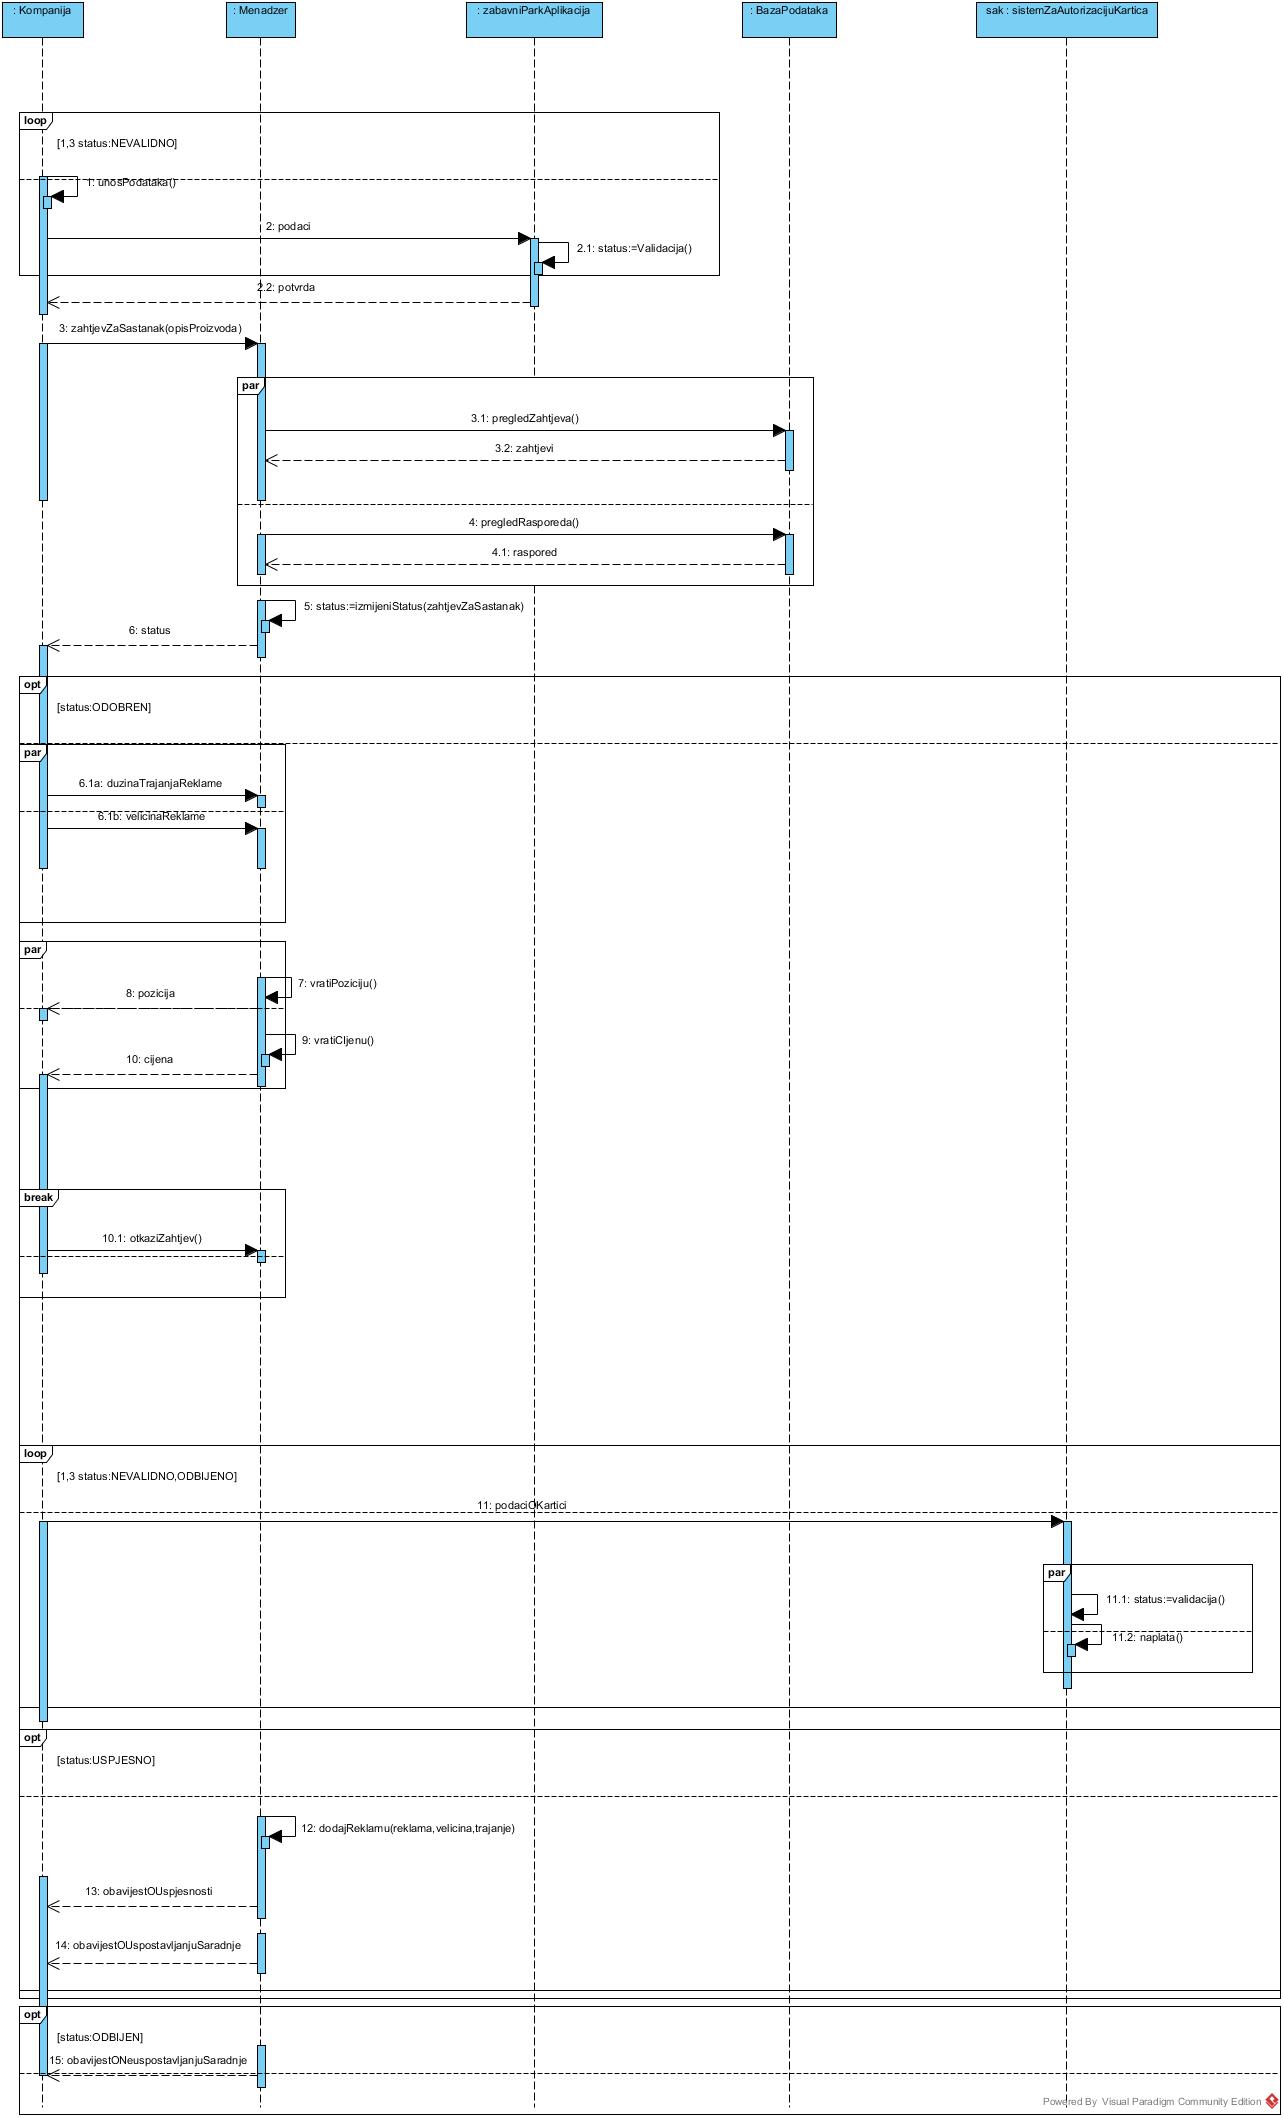 : Kompanija
: Menadzer
: zabavniParkAplikacija
: BazaPodataka
sak : sistemZaAutorizacijuKartica
loop
[1,3 status:NEVALIDNO]
1: unosPodataka()
2: podaci
2.1: status:=Validacija()
2.2: potvrda
3: zahtjevZaSastanak(opisProizvoda)
par
3.1: pregledZahtjeva()
3.2: zahtjevi
4: pregledRasporeda()
4.1: raspored
5: status:=izmijeniStatus(zahtjevZaSastanak)
6: status
opt
[status:ODOBREN]
par
6.1a: duzinaTrajanjaReklame
6.1b: velicinaReklame
par
7: vratiPoziciju()
8: pozicija
9: vratiCIjenu()
10: cijena
break
10.1: otkaziZahtjev()
loop
[1,3 status:NEVALIDNO,ODBIJENO]
11: podaciOKartici
par
11.1: status:=validacija()
11.2: naplata()
opt
[status:USPJESNO]
12: dodajReklamu(reklama,velicina,trajanje)
13: obavijestOUspjesnosti
14: obavijestOUspostavljanjuSaradnje
opt
[status:ODBIJEN]
15: obavijestONeuspostavljanjuSaradnje
Powered By Visual Paradigm Community Edition